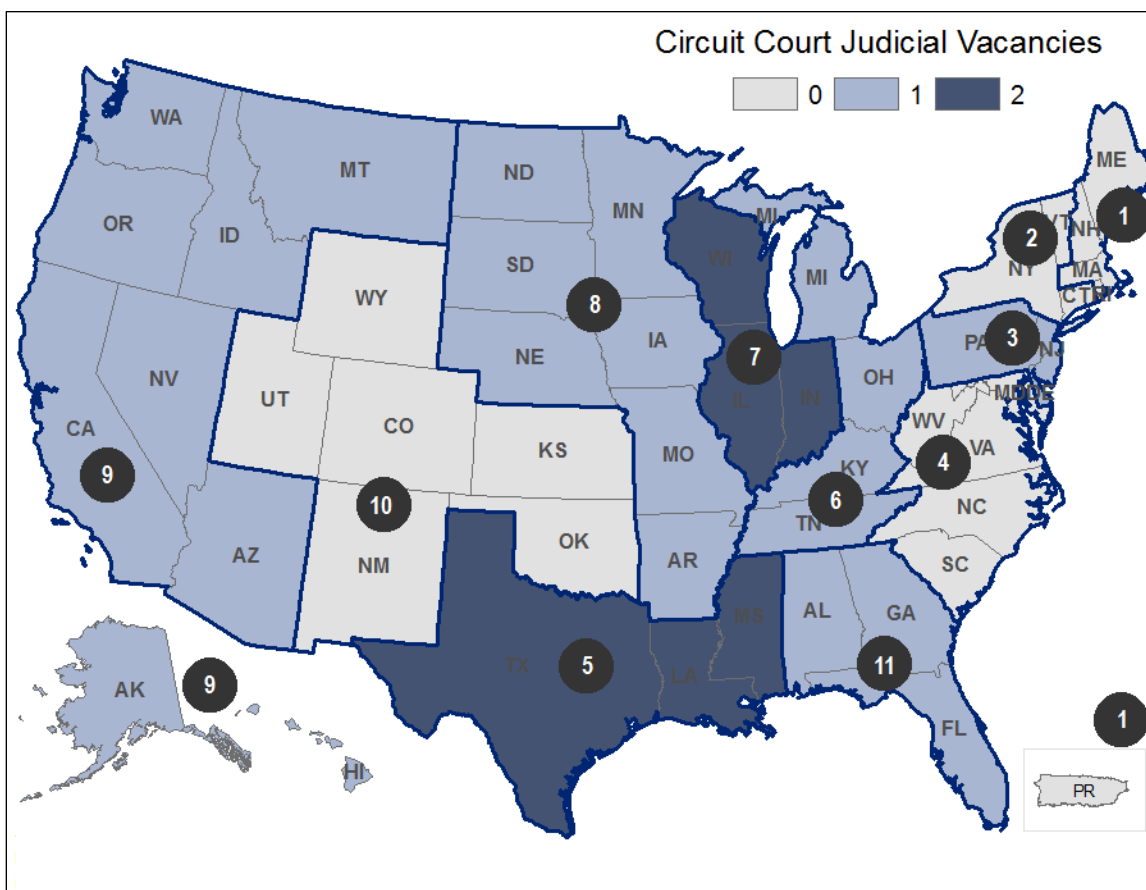 Circuit Court Judicial Vacancies
0 1 2
WA
MT
ND
MN
ME
OR
ID
SD
MI
MI
WI
VT
NH
1
2
NY
MA
CT
RI
WY
8
IA
7
PA
3
NJ
NE
NV
UT
CO
IL
IN
OH
MD
DE
WV
VA
CA
KS
MO
KY
4
9
10
6
NC
AZ
NM
OK
AR
TN
SC
MS
AL
GA
TX
5
LA
11
AK
9
FL
1
HI
PR